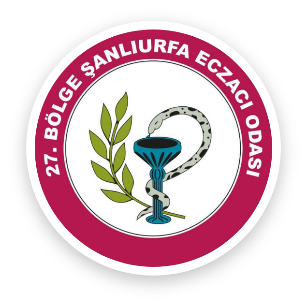 27. BÖLGE ŞANLIURFA ECZACI ODASI